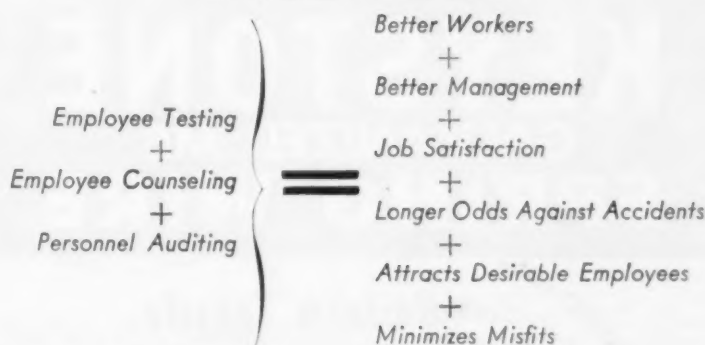 Employee Testing
+
Employee Counseling
+
Personnel Auditing
=
Better Workers
+
Better Management
+
Job Satisfaction
+
Longer Odds Against Accidents
+
Attracts Desirable Employees
+
Minimizes Misfits